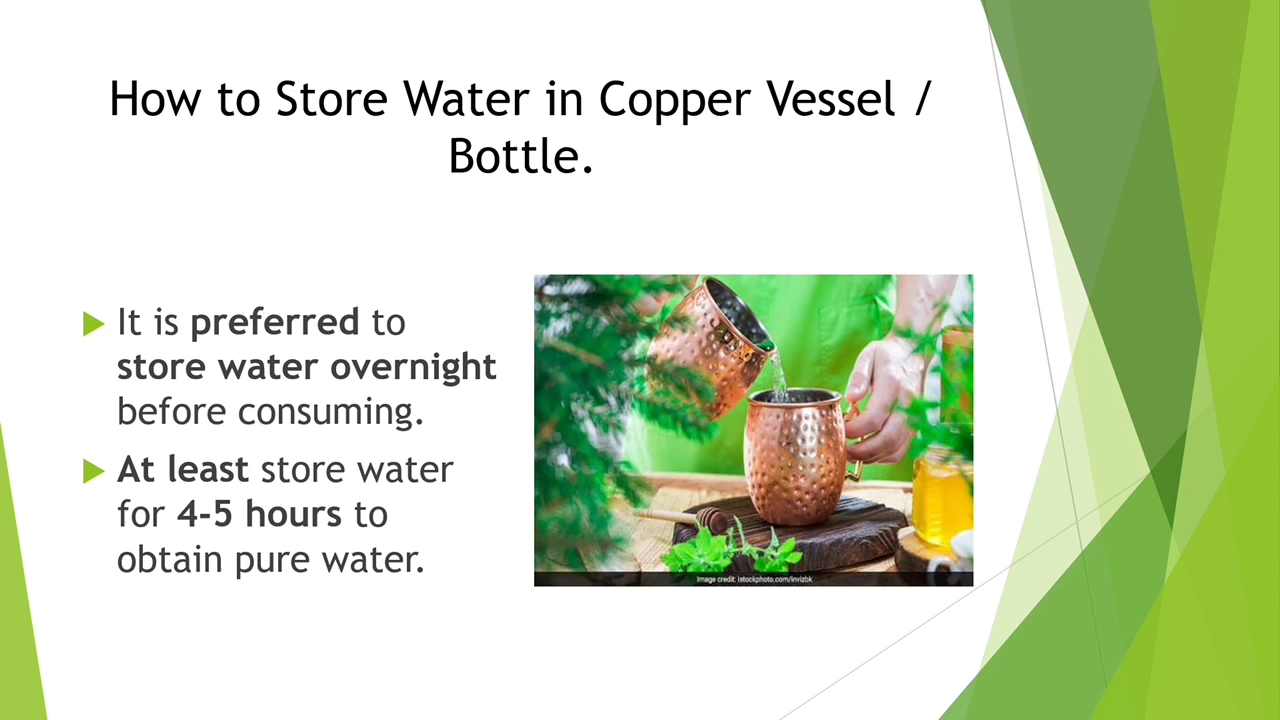 How to Store Water in Copper Vessel /
Bottle.
It is preferred to
store water overnight
before consuming.
At least store water
for 4-5 hours to
obtain pure water.
Image credit: istockphoto.com/invizbk